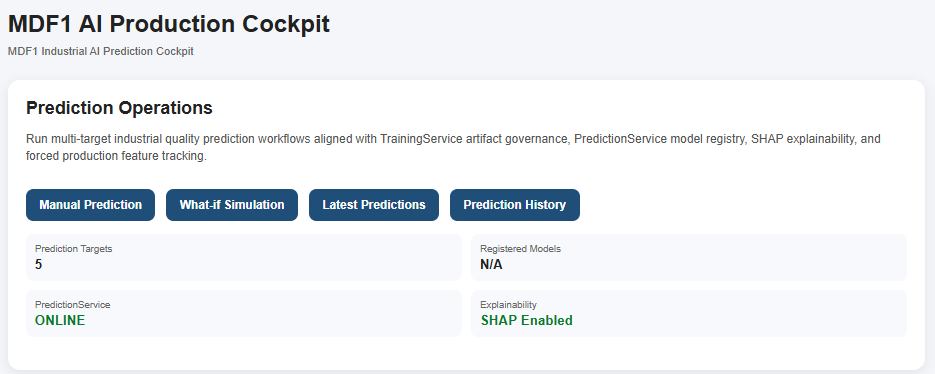 MDF1 AI Production Cockpit
MDF1 Industrial AI Prediction Cockpit
Prediction Operations
Run multi-target industrial quality prediction workflows aligned with TrainingService artifact governance, PredictionService model registry, SHAP explainability, and
forced production feature tracking.
Manual Prediction
What-if Simulation
Latest Predictions
Prediction History
Prediction Targets
5
Registered Models
N/A
PredictionService
ONLINE
Explainability
SHAP Enabled